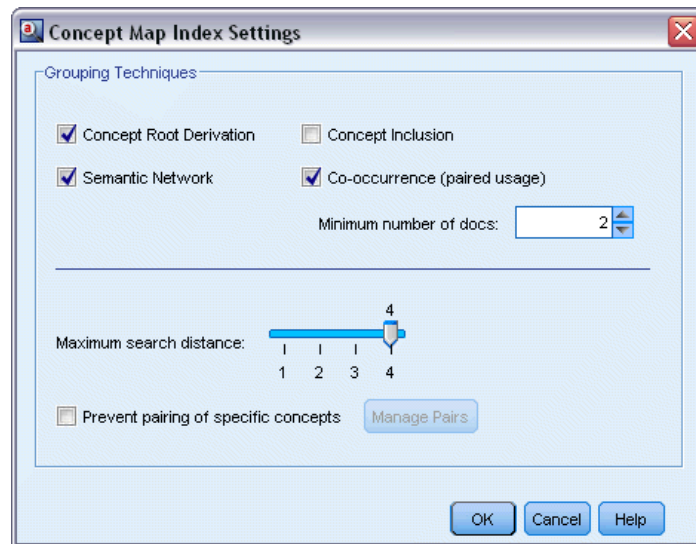 Concept Map Index Settings
Grouping Techniques
Concept Root Derivation
Concept Inclusion
Semantic Network
Co-occurrence (paired usage)
Minimum number of docs: 2
4
Maximum search distance:
1 2 3 4
Prevent pairing of specific concepts
Manage Pairs
OK Cancel Help